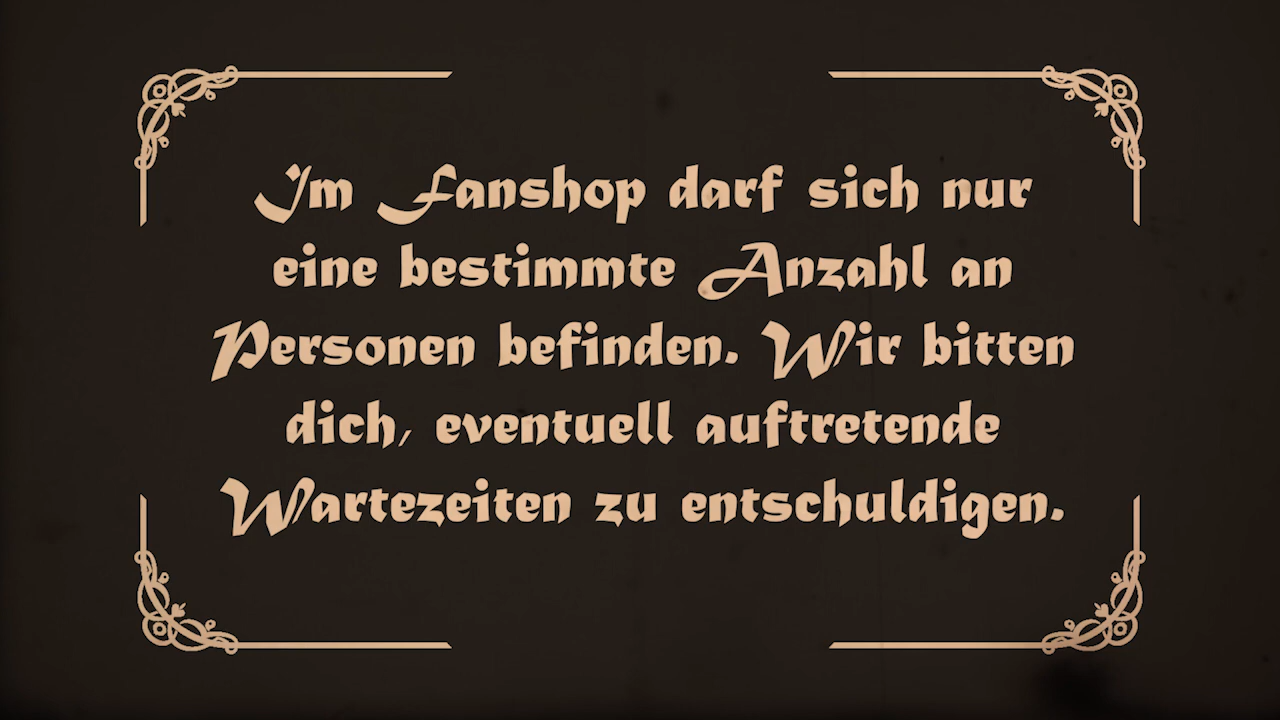 Im Fanshop darf sich nur
eine bestimmte Anzahl an
Personen befinden. Wir bitten
dich, eventuell auftretende
Wartezeiten zu entschuldigen.